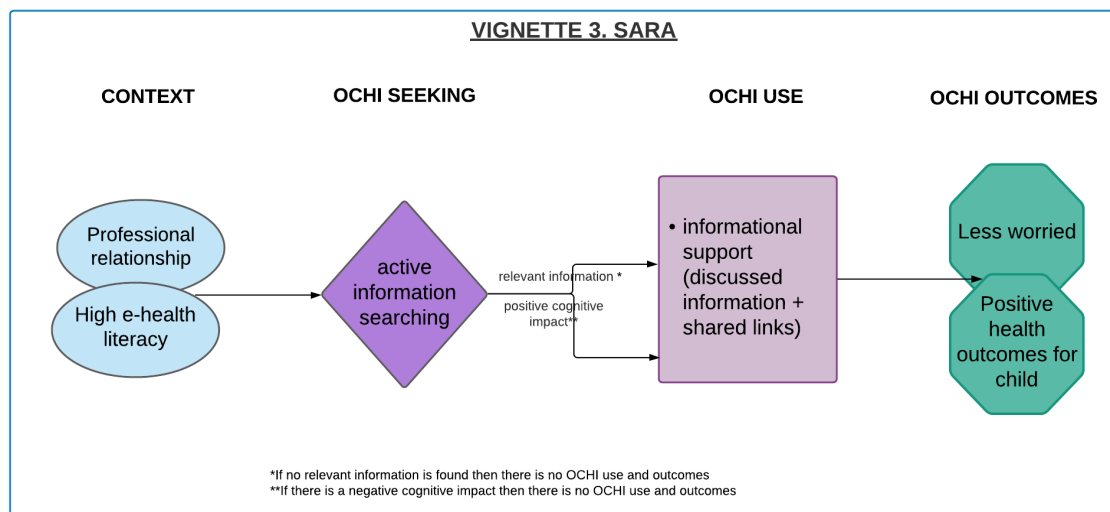 VIGNETTE 3. SARA
CONTEXT
OCHI SEEKING
OCHI USE
OCHI OUTCOMES
Professional
relationship
High e-health
literacy
active
information
searching
relevant information *
positive cognitive
impact**
• informational
support
(discussed
information +
shared links)
Less worried
Positive
health
outcomes for
child
*If no relevant information is found then there is no OCHI use and outcomes
**If there is a negative cognitive impact then there is no OCHI use and outcomes